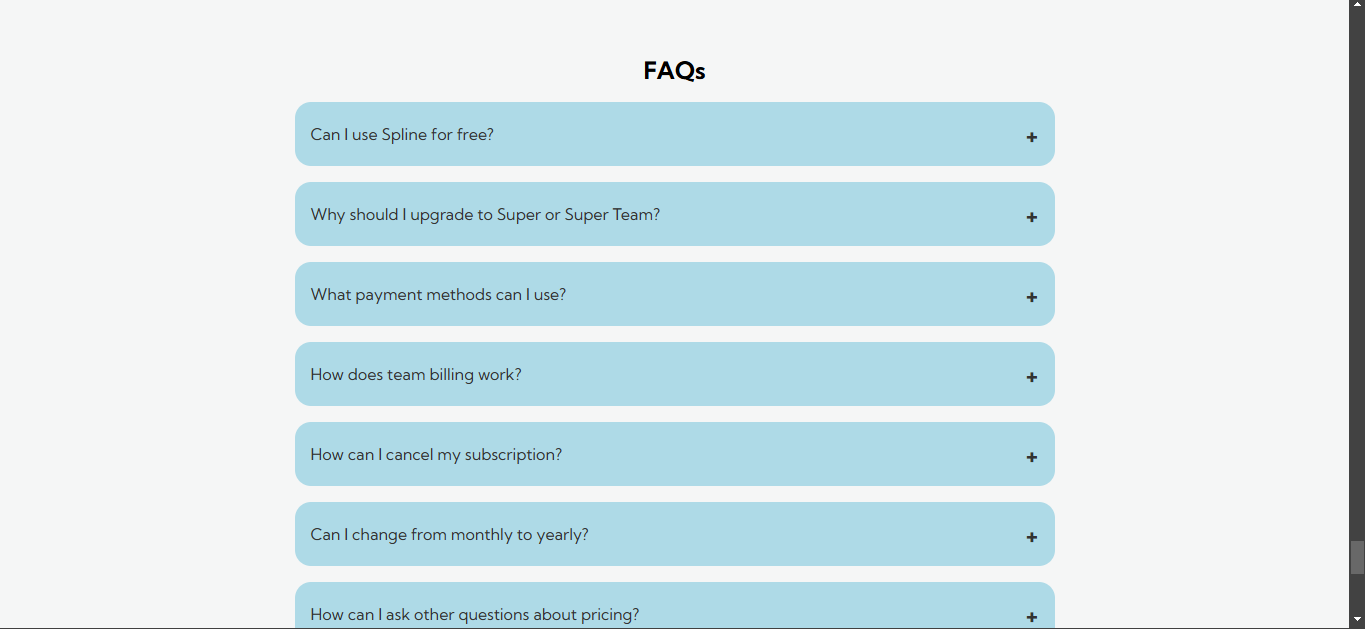 FAQs
Can I use Spline for free?
+
Why should I upgrade to Super or Super Team?
+
What payment methods can I use?
+
How does team billing work?
+
How can I cancel my subscription?
+
Can I change from monthly to yearly?
+
How can I ask other questions about pricing?
+